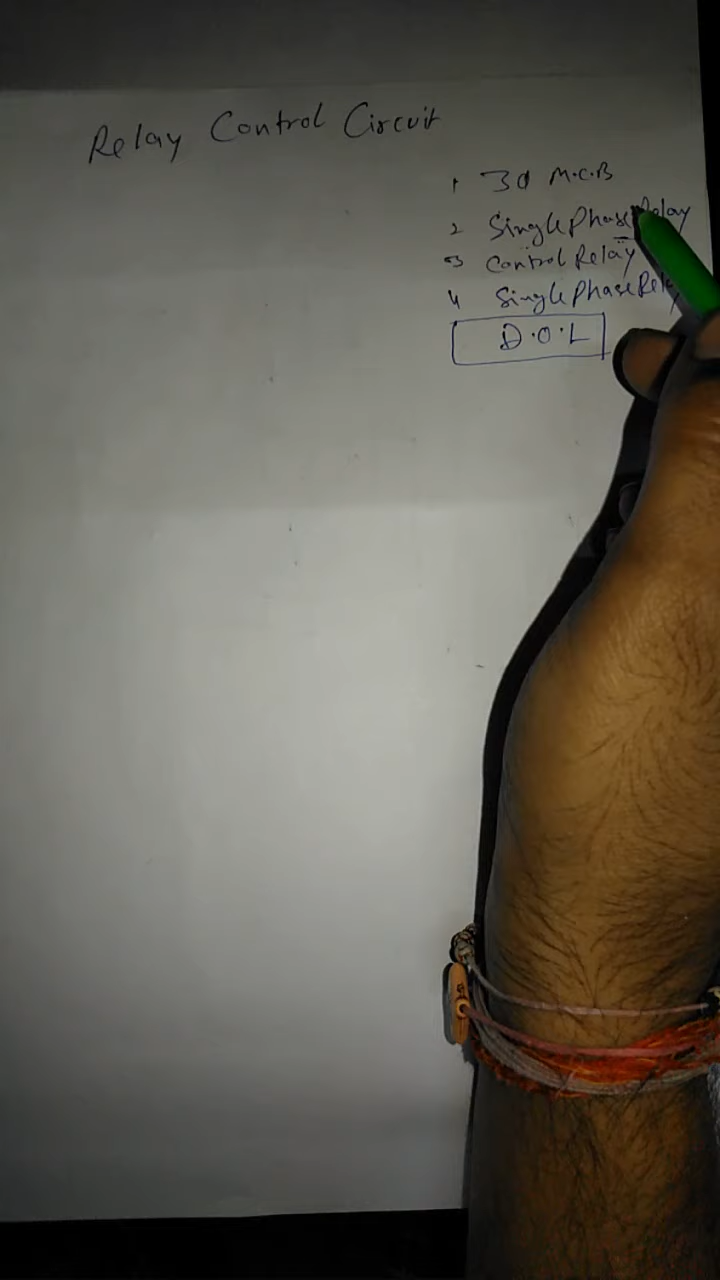 Relay Control Circuit
1 3Ø M.C.B
2 Single Phase Relay
3 Control Relay
4 Single Phase
D.O.L